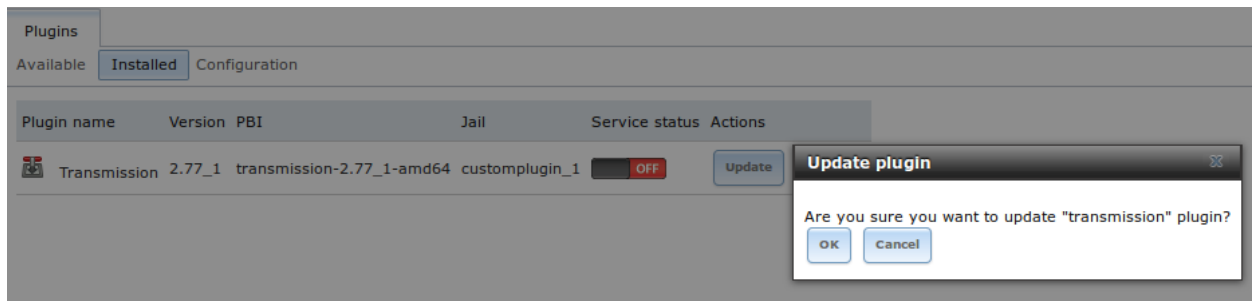 Plugins
Available Installed Configuration
Plugin name Version PBI Jail Service status Actions
Transmission 2.77_1 transmission-2.77_1-amd64 customplugin_1 OFF Update
Update plugin
Are you sure you want to update "transmission" plugin?
OK Cancel